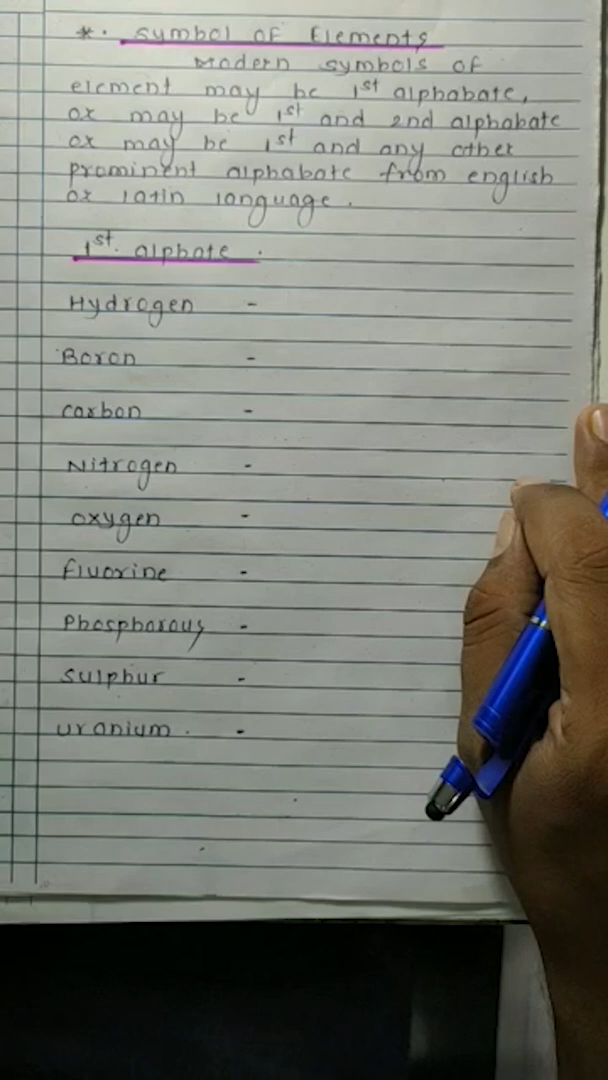 *. Symbol of Elements
Modern symbols of
element may be 1st alphabate,
or may be 1st and 2nd alphabate
or may be 1st and any other
prominent alphabate from english
or latin language.
1st. alphate.
Hydrogen -
Boron -
carbon -
Nitrogen -
oxygen -
fluorine -
Phosphorous -
sulphur -
uranium. -